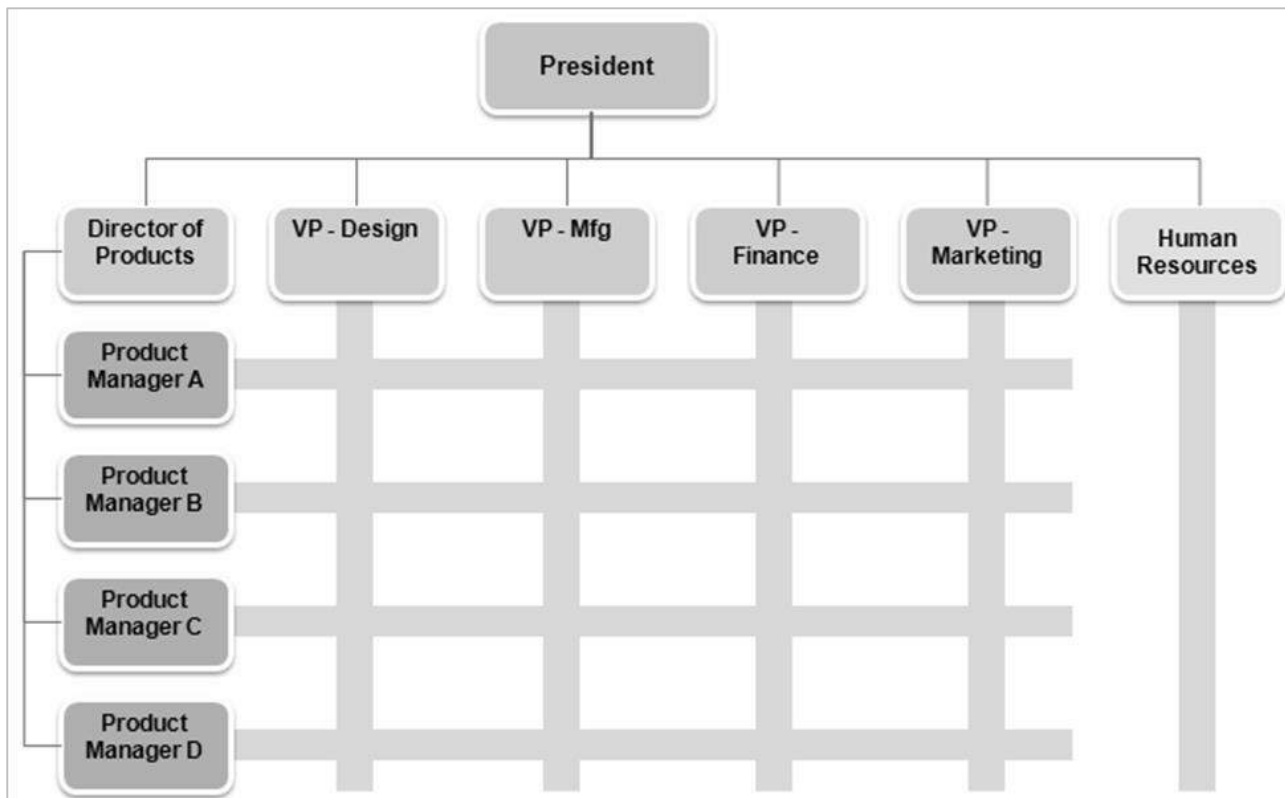 President
Director of
Products
VP - Design
VP - Mfg
VP -
Finance
VP -
Marketing
Human
Resources
Product
Manager A
Product
Manager B
Product
Manager C
Product
Manager D